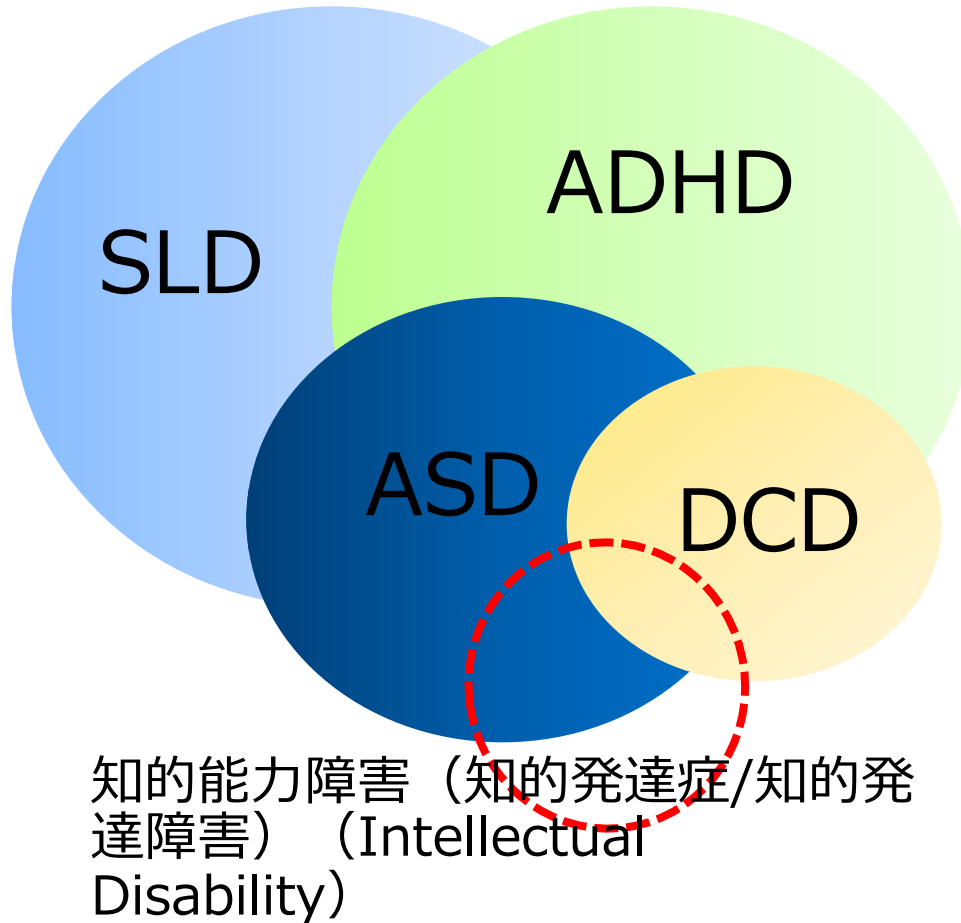 ADHD
SLD
ASD
DCD
知的能力障害（知的発達症/知的発
達障害）（Intellectual
Disability）